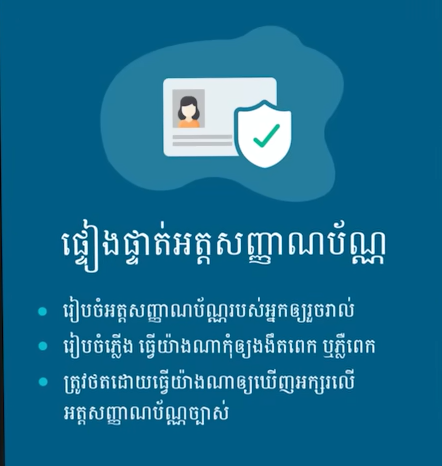 ផ្ទៀងផ្ទាត់អត្តសញ្ញាណប័ណ្ណ
រៀបចំអត្តសញ្ញាណប័ណ្ណរបស់អ្នកឲ្យរួចរាល់
រៀបចំភ្លើង ធ្វើយ៉ាងណាកុំឲ្យងងឹតពេក ឬភ្លឺពេក
ត្រូវថតដោយធ្វើយ៉ាងណាឲ្យឃើញអក្សរលើ
អត្តសញ្ញាណប័ណ្ណច្បាស់